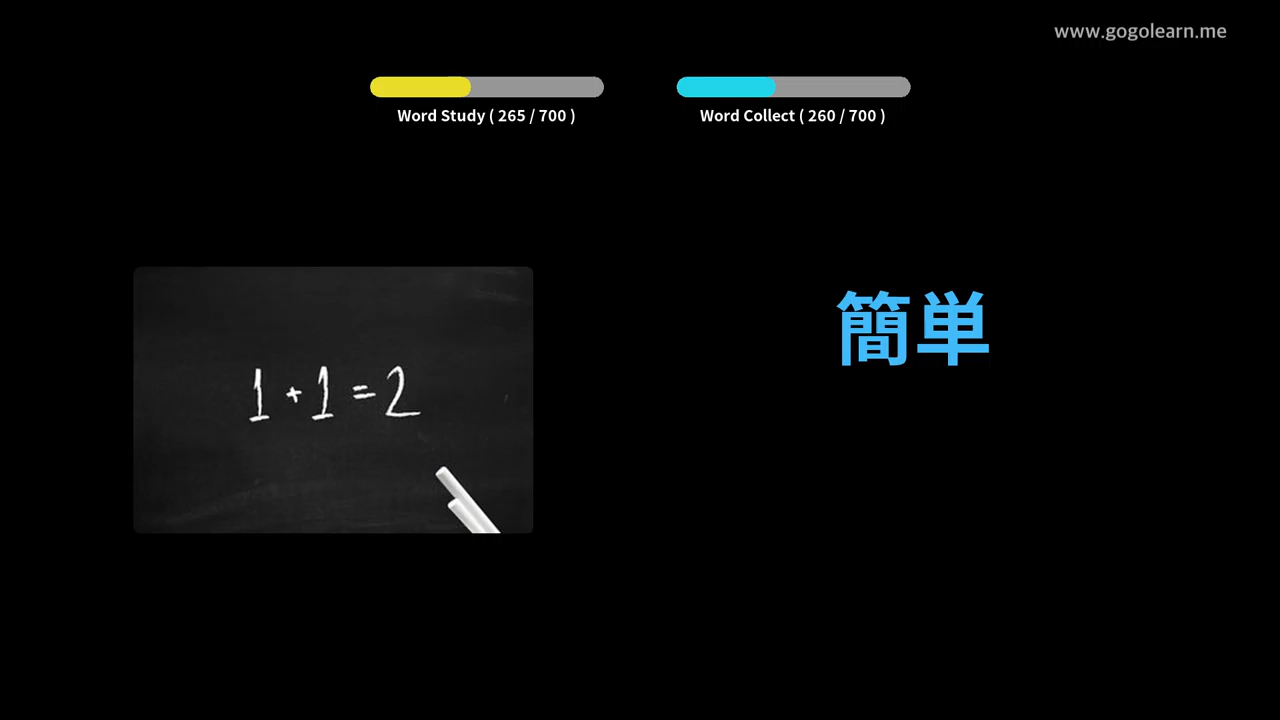 www.gogolearn.me
Word Study ( 265 / 700 )
Word Collect ( 260 / 700 )
簡単
1 + 1 = 2